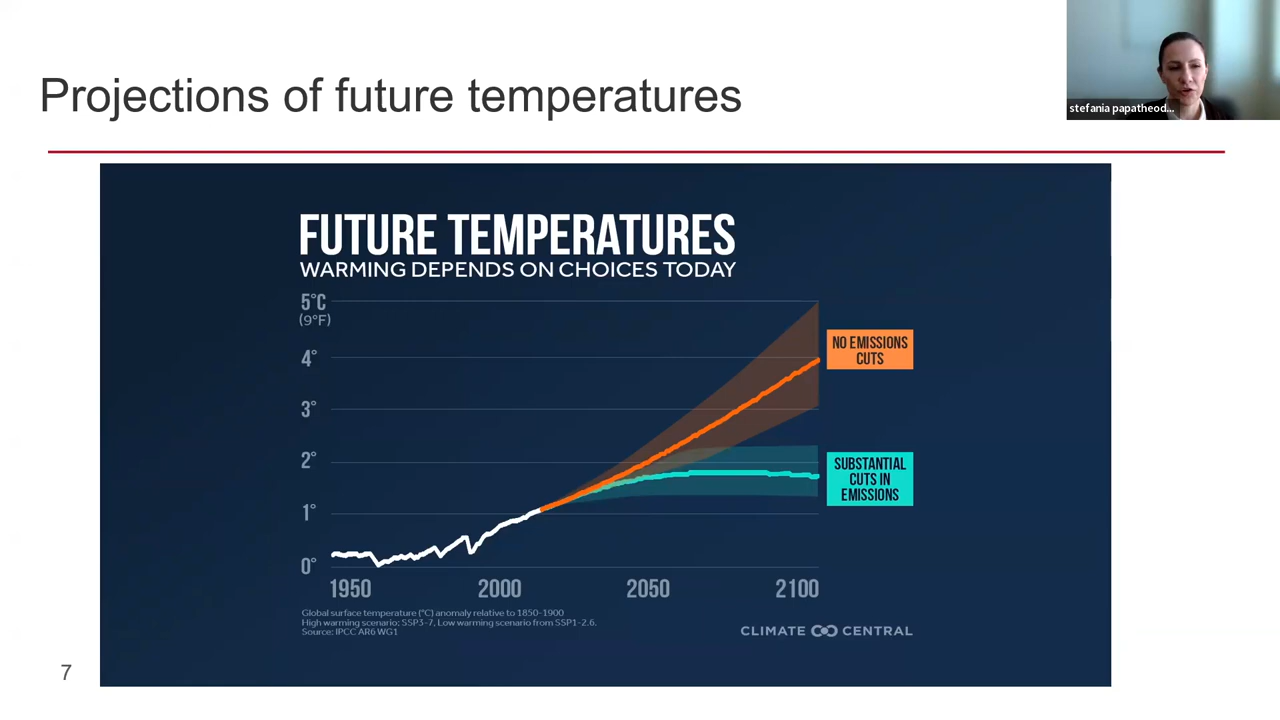 Projections of future temperatures
stefania papatheod...
FUTURE TEMPERATURES
WARMING DEPENDS ON CHOICES TODAY
5°C
(9°F)
4°
3°
2°
1°
0°
NO EMISSIONS
CUTS
SUBSTANTIAL
CUTS IN
EMISSIONS
1950
2000
2050
2100
Global surface temperature (°C) anomaly relative to 1850-1900
High warming scenario; SSP3-7, Low warming scenario from SSP1-2.6.
Source: IPCC AR6 WG1
CLIMATE CENTRAL
7